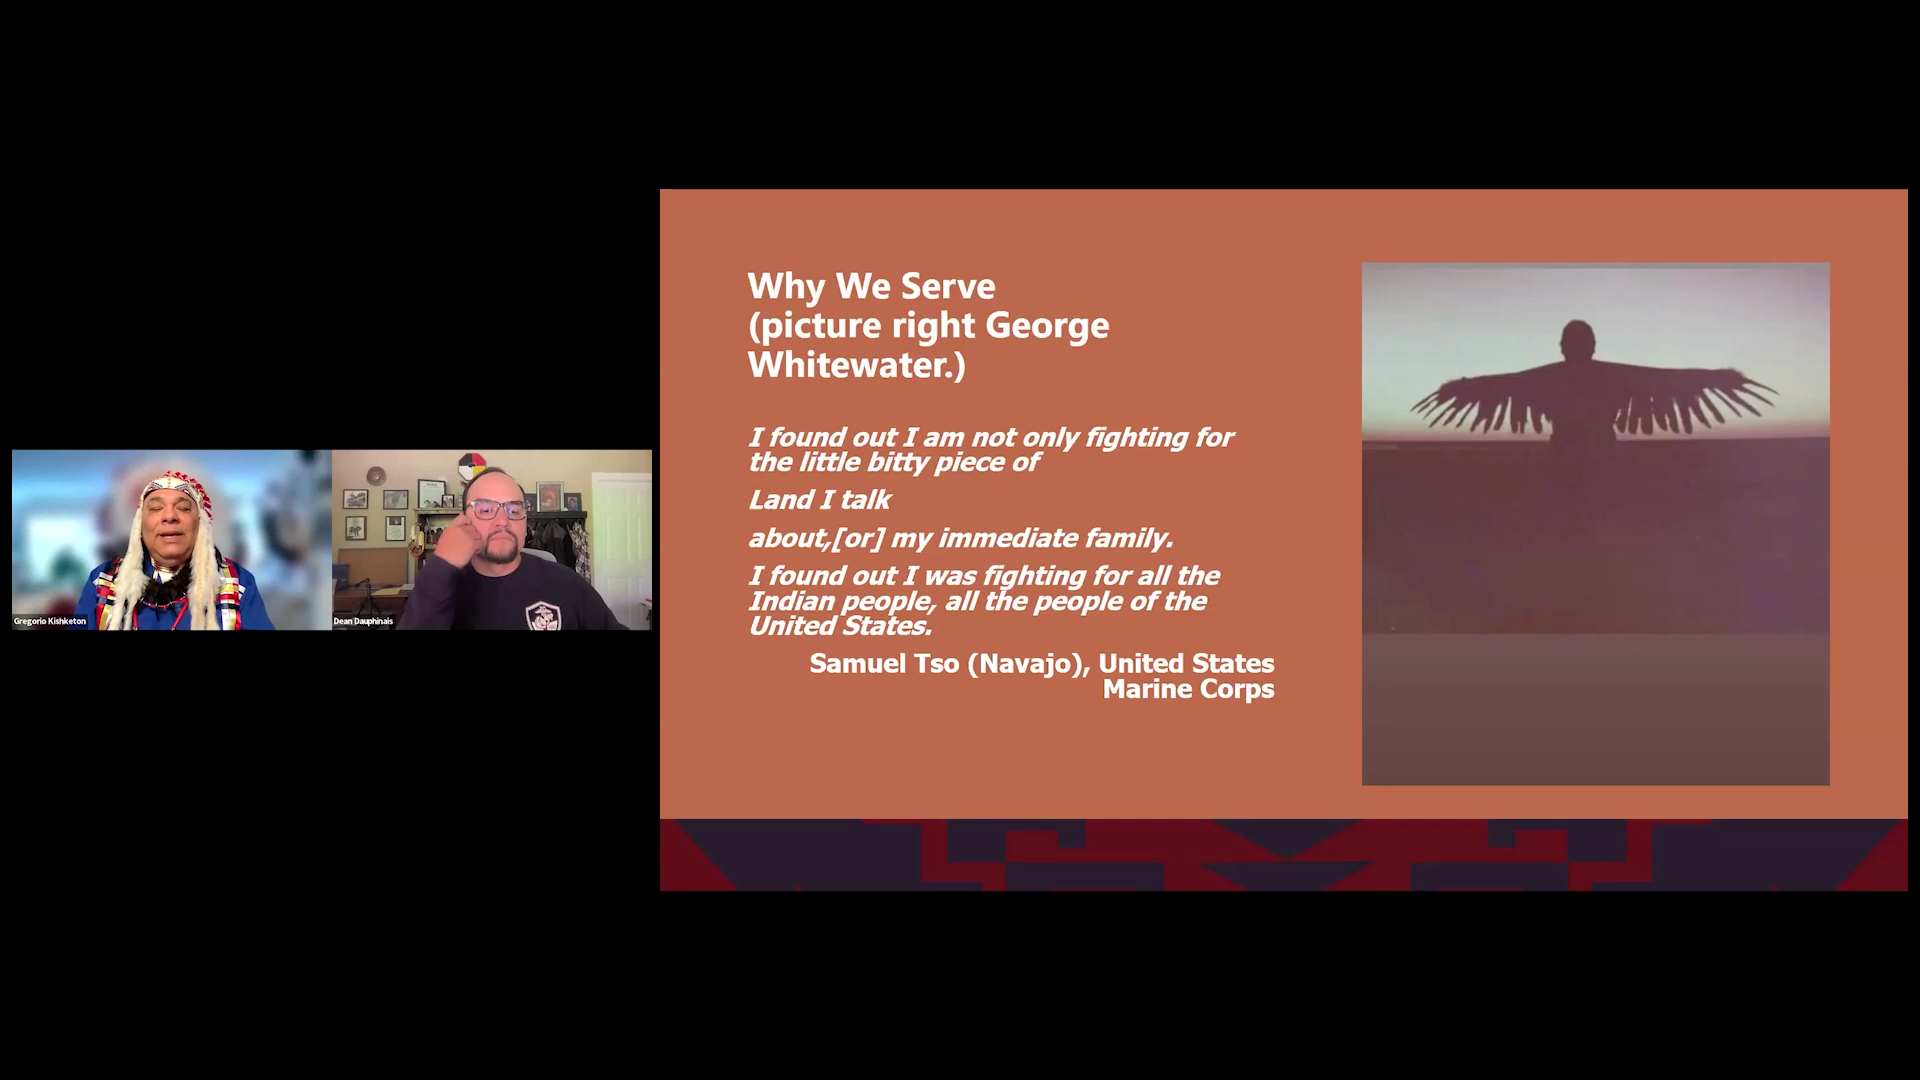 Why We Serve
(picture right George
Whitewater.)
I found out I am not only fighting for
the little bitty piece of
Land I talk
about,[or] my immediate family.
I found out I was fighting for all the
Indian people, all the people of the
United States.
Samuel Tso (Navajo), United States
Marine Corps
Gregorio Kishketon
Dean Dauphinais